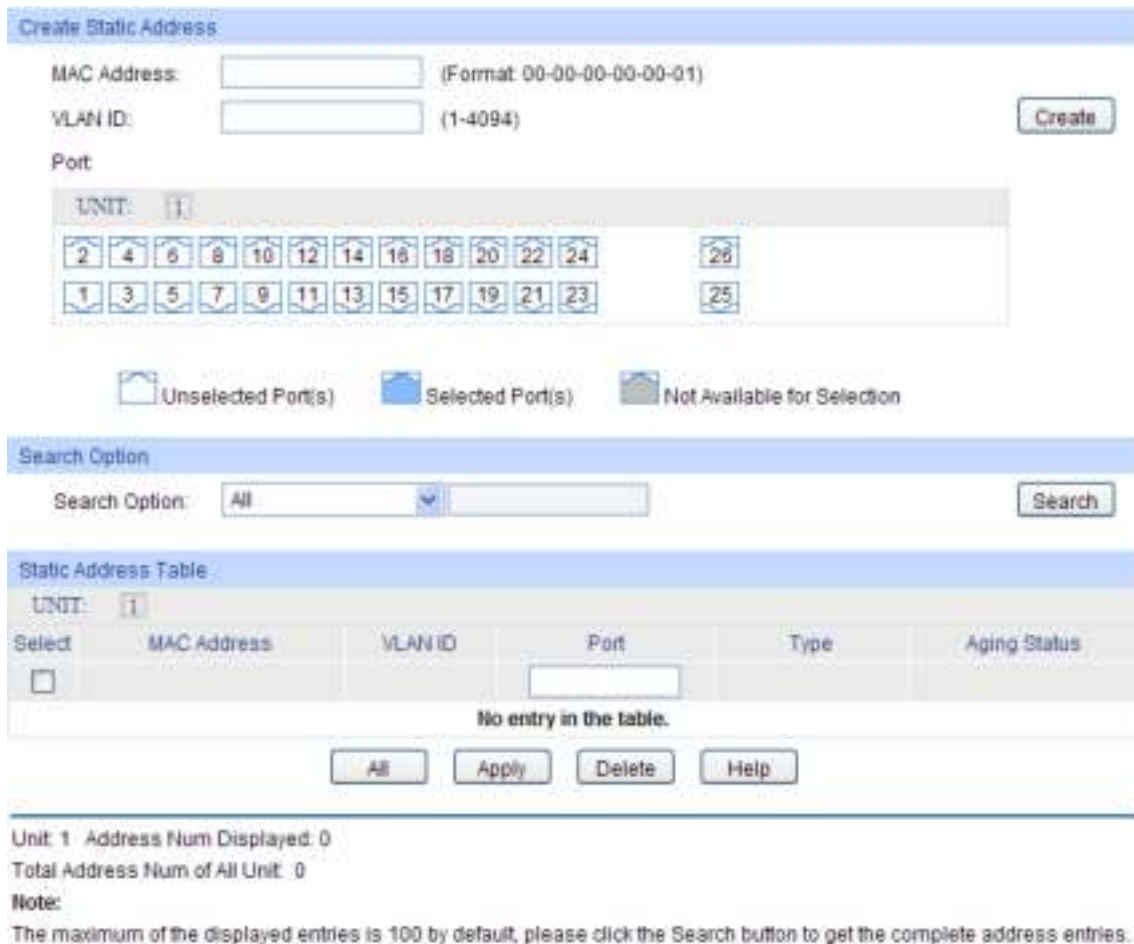 Create Static Address
MAC Address: (Format: 00-00-00-00-00-01)
VLAN ID: (1-4094) Create
Port
UNIT: 1
2 4 6 8 10 12 14 16 18 20 22 24 26
1 3 5 7 9 11 13 15 17 19 21 23 25
Unselected Port(s) Selected Port(s) Not Available for Selection
Search Option
Search Option: All Search
Static Address Table
UNIT: 1
Select MAC Address VLAN ID Port Type Aging Status
No entry in the table.
All Apply Delete Help
Unit: 1 Address Num Displayed: 0
Total Address Num of All Unit: 0
Note:
The maximum of the displayed entries is 100 by default, please click the Search button to get the complete address entries.